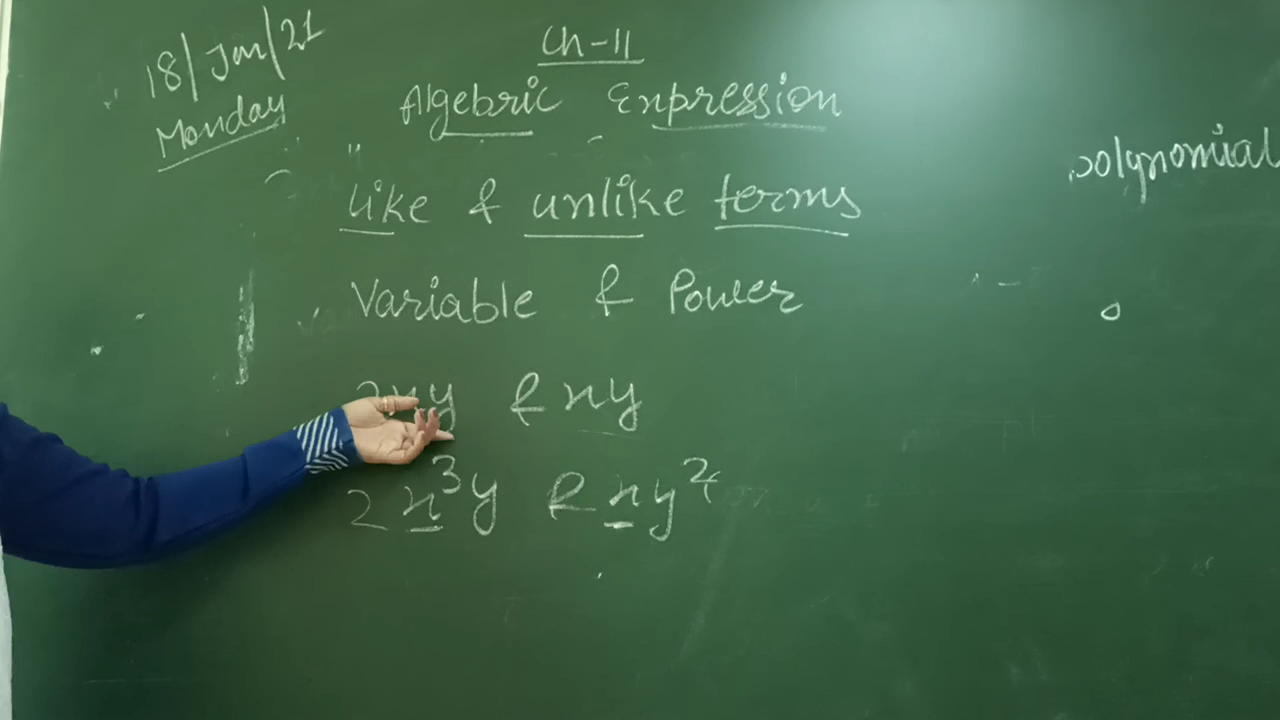 18/Jan/21
Monday
Ch-11
Algebric Expression
polynomial
Like & unlike terms
Variable & Power
2xy & xy
2x³y & xy²